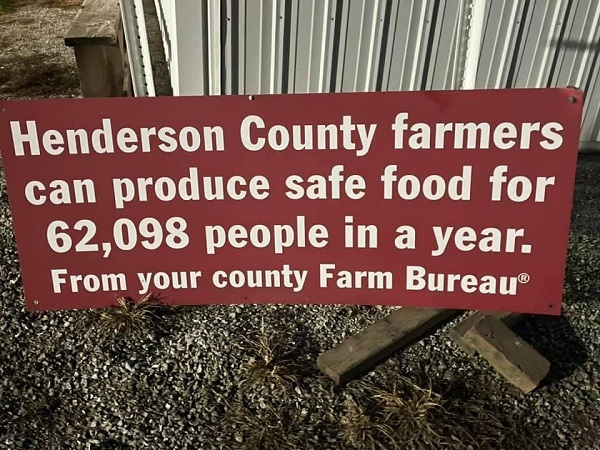 Henderson County farmers
can produce safe food for
62,098 people in a year.
From your county Farm Bureau®